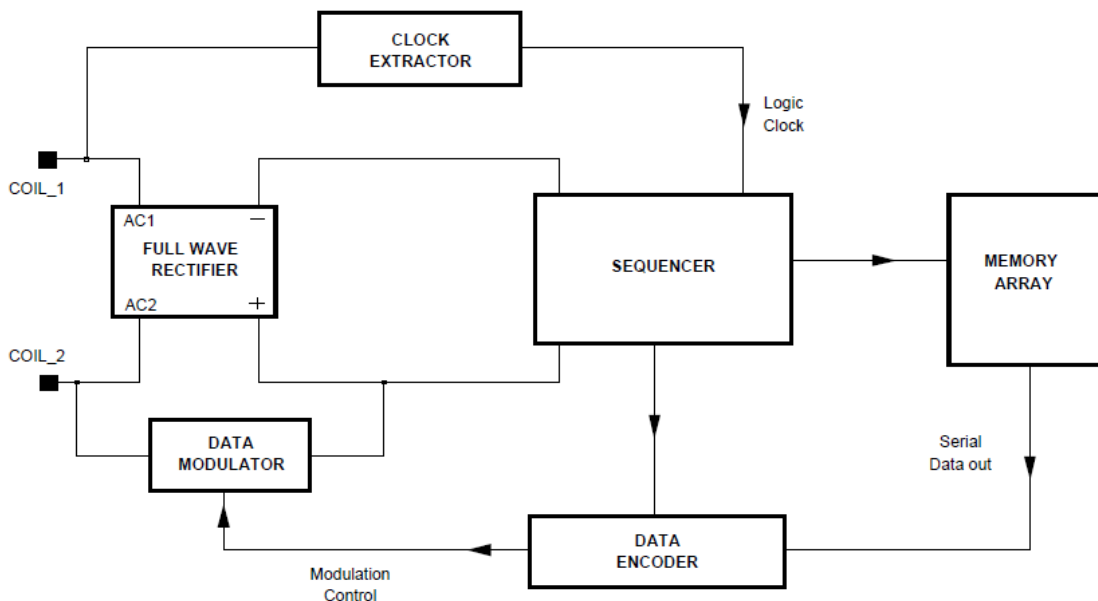 CLOCK
EXTRACTOR
Logic
Clock
COIL_1
AC1
—
FULL WAVE
RECTIFIER
AC2
+
SEQUENCER
MEMORY
ARRAY
COIL_2
DATA
MODULATOR
Serial
Data out
DATA
ENCODER
Modulation
Control